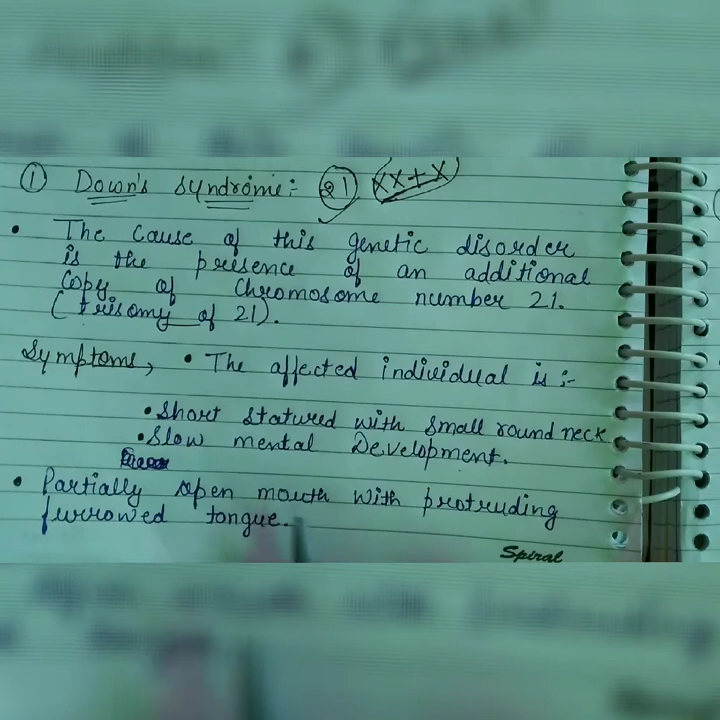 ① Down's Syndrome:- 21 XX+X
• The Cause of this genetic disorder
is the presence of an additional
Copy of Chromosome number 21.
(trisomy of 21).
Symptoms, • The affected individual is :-
• Short statured with small round neck
• Slow mental Development.
• Partially open mouth with protruding
furrowed tongue.
Spiral